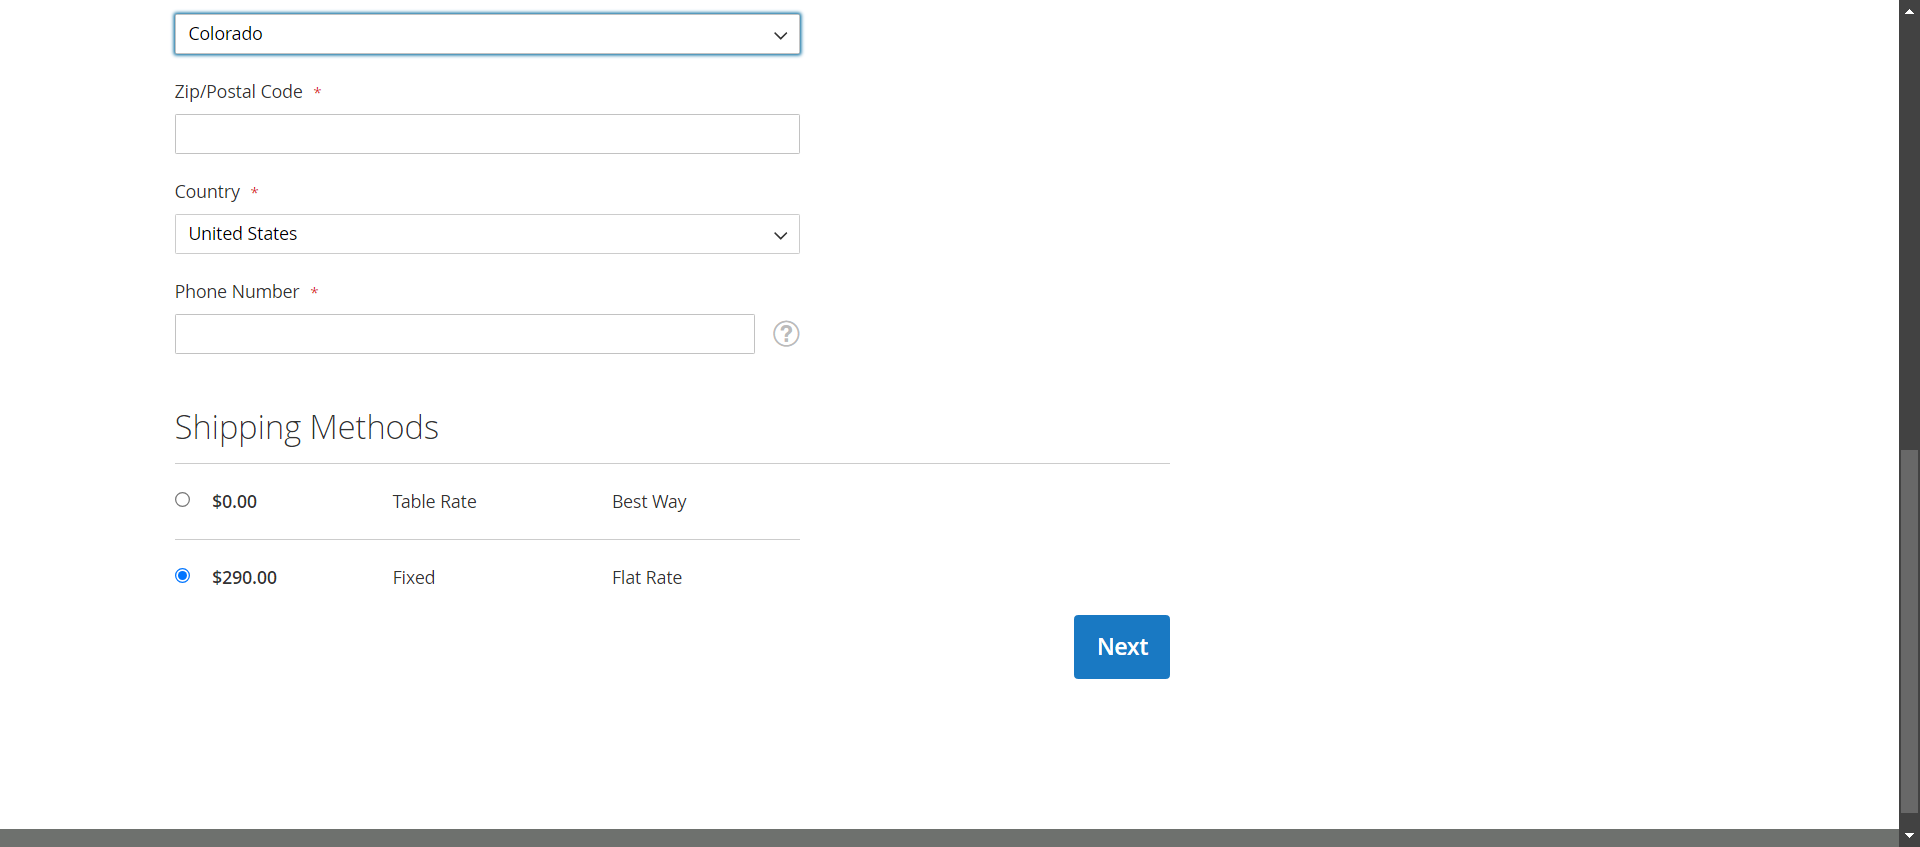 Colorado
Zip/Postal Code *
Country *
United States
Phone Number *
?
Shipping Methods
$0.00 Table Rate Best Way
$290.00 Fixed Flat Rate
Next